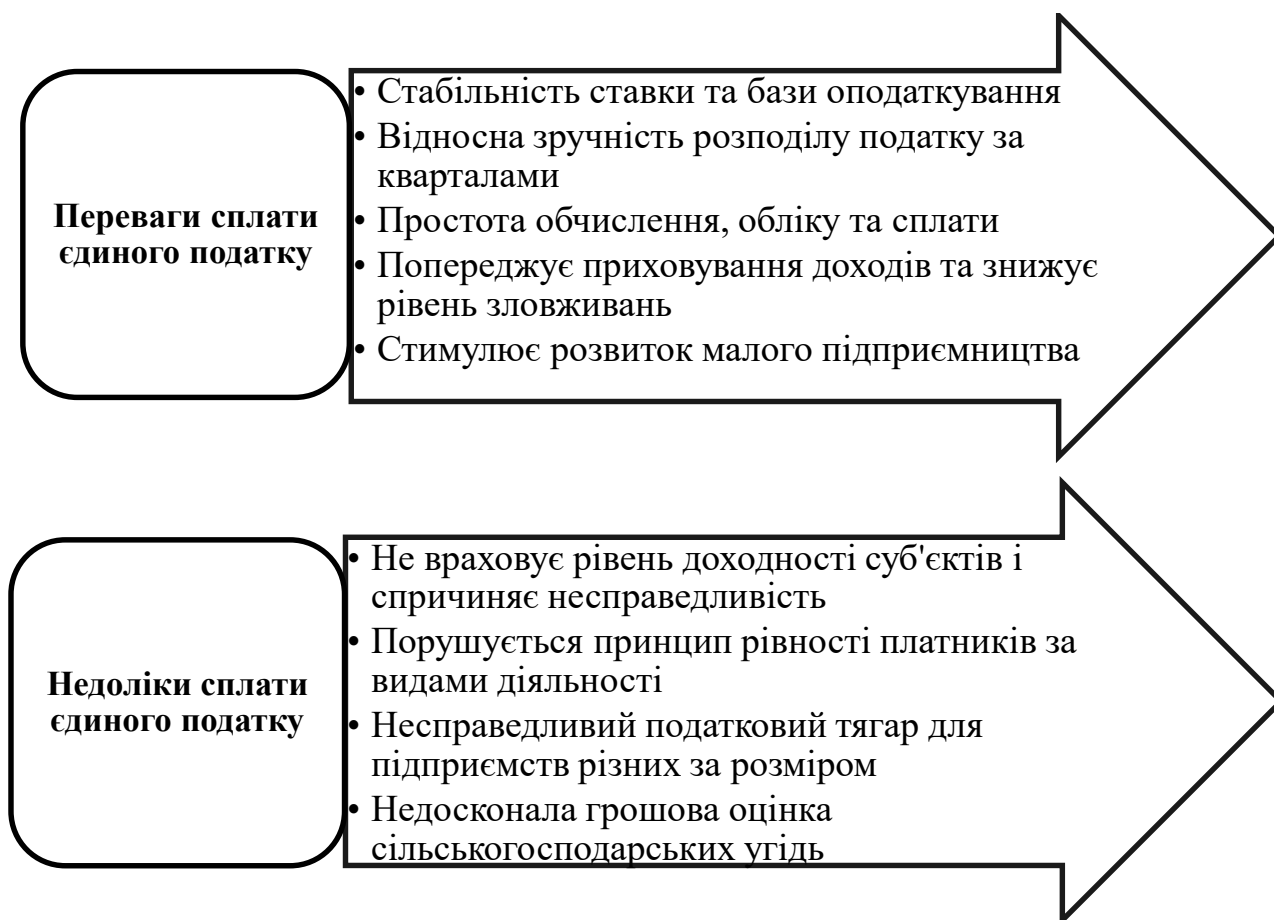 Переваги сплати
єдиного податку
• Стабільність ставки та бази оподаткування
• Відносна зручність розподілу податку за
кварталами
• Простота обчислення, обліку та сплати
• Попереджує приховування доходів та знижує
рівень зловживань
• Стимулює розвиток малого підприємництва
Недоліки сплати
єдиного податку
• Не враховує рівень доходності суб'єктів і
спричиняє несправедливість
• Порушується принцип рівності платників за
видами діяльності
• Несправедливий податковий тягар для
підприємств різних за розміром
• Недосконала грошова оцінка
сільськогосподарських угідь